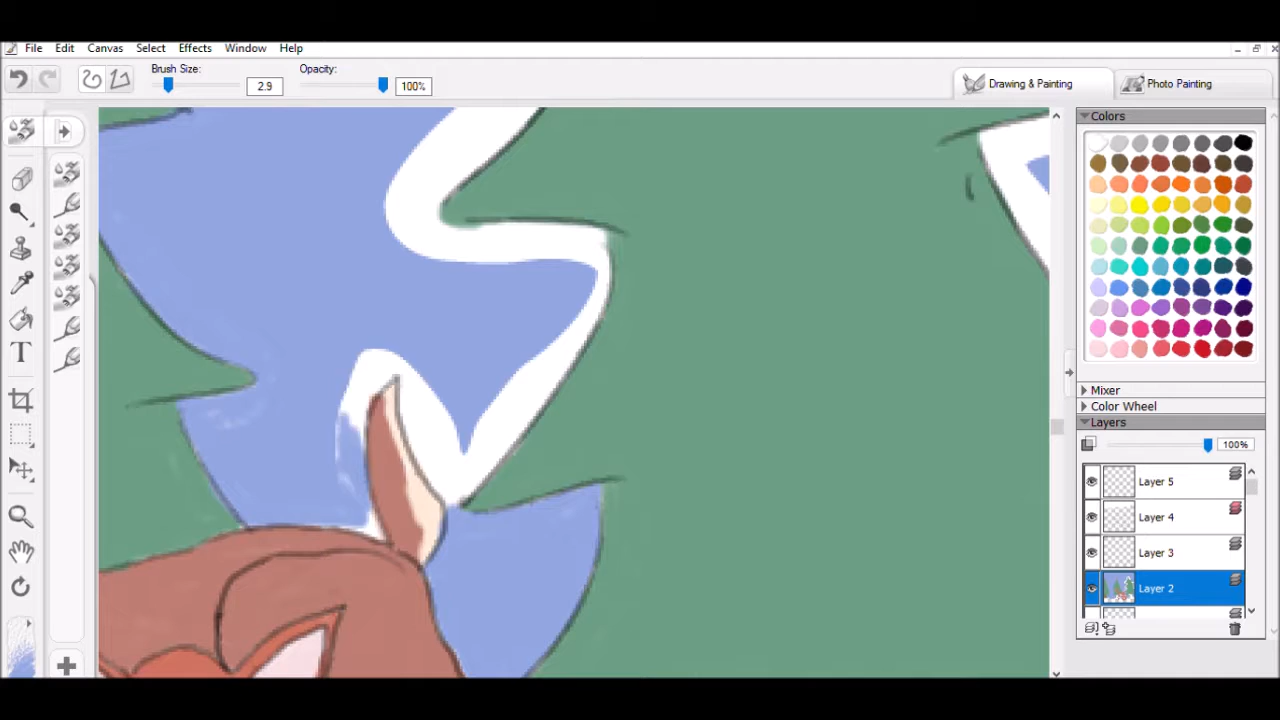 File Edit Canvas Select Effects Window Help
Brush Size: 2.9 Opacity: 100% Drawing & Painting Photo Painting
Colors
T
Mixer
Color Wheel
Layers
100%
Layer 5
Layer 4
Layer 3
Layer 2